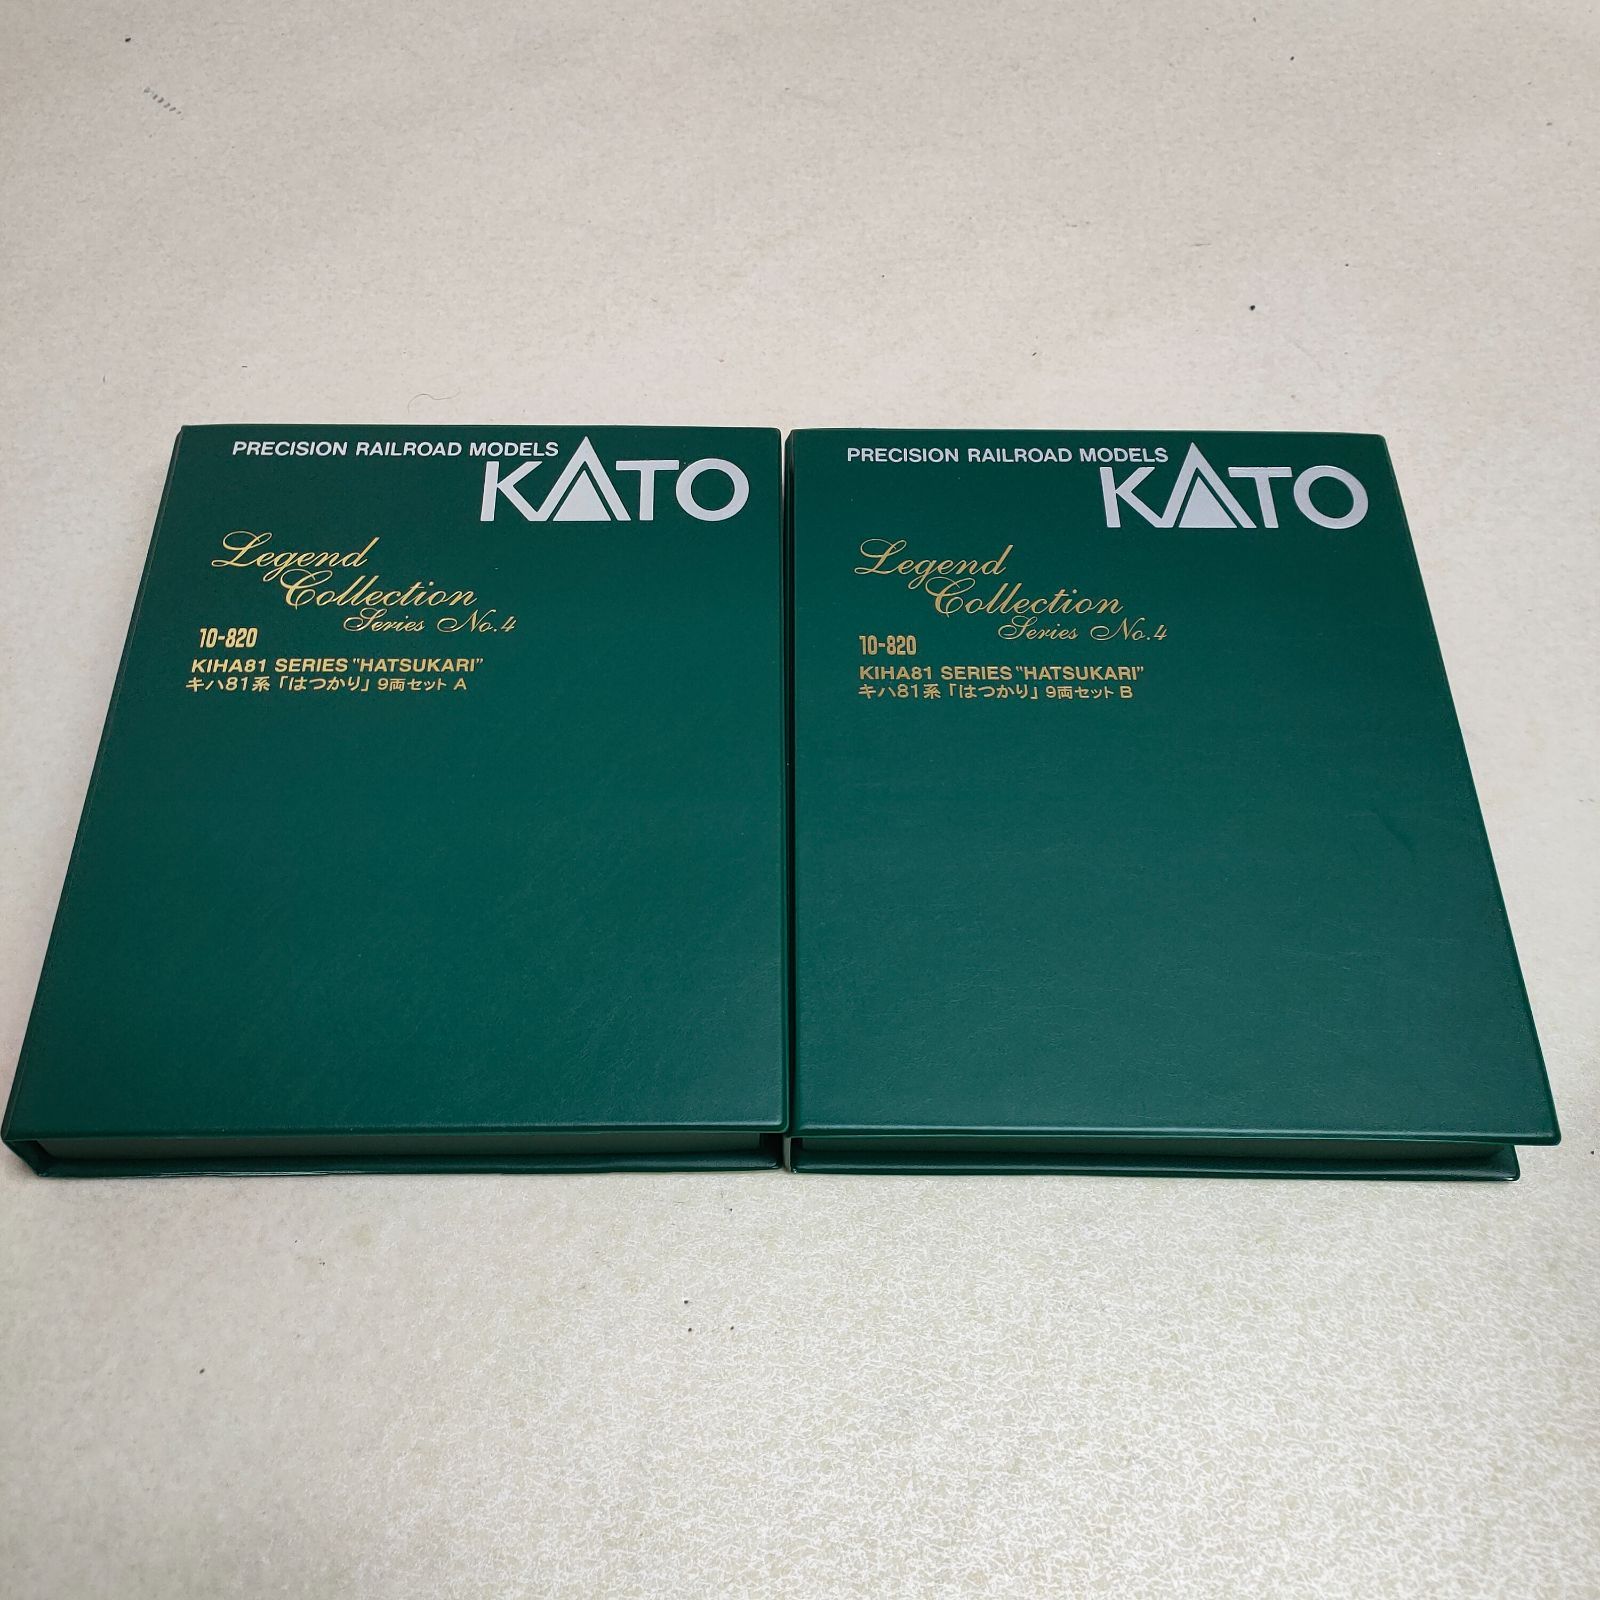 PRECISION RAILROAD MODELS
KATO
Legend
Collection
Series No.4
10-820
KIHA81 SERIES "HATSUKARI"
キハ81系「はつかり」9両セット A
PRECISION RAILROAD MODELS
KATO
Legend
Collection
Series No.4
10-820
KIHA81 SERIES "HATSUKARI"
キハ81系「はつかり」9両セット B